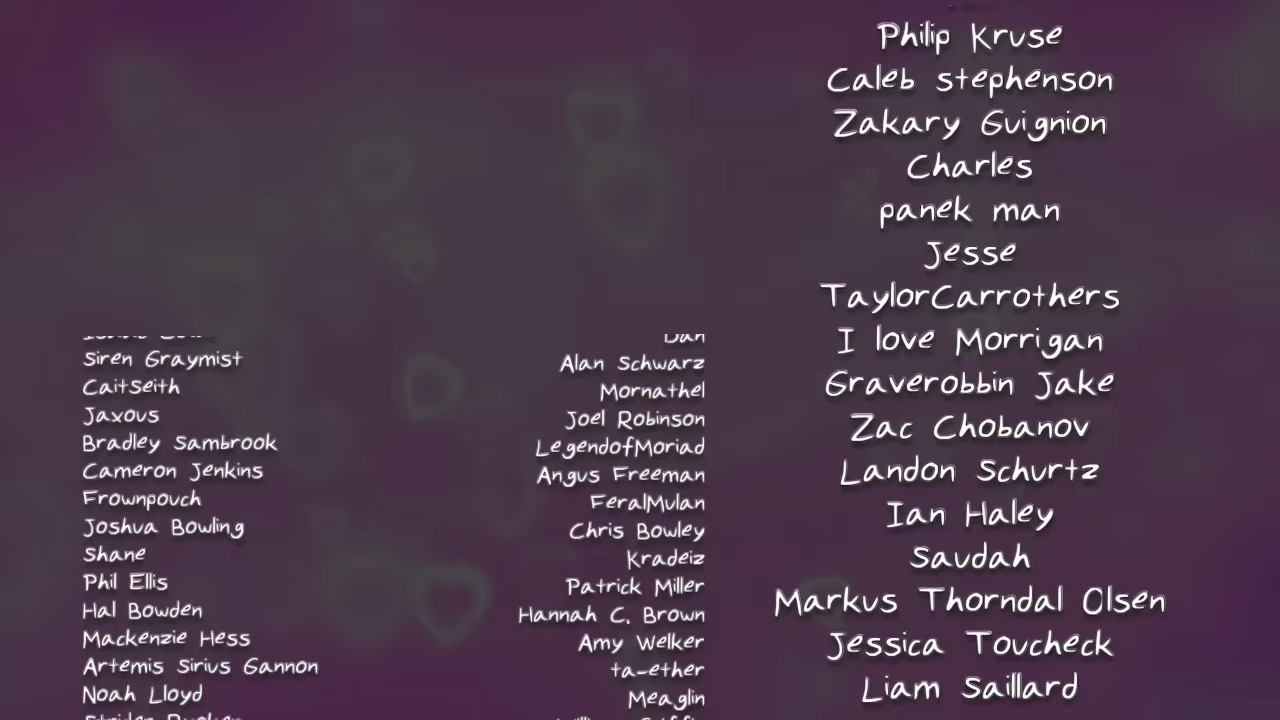 Siren Graymist
CaitSeith
Jaxous
Bradley Sambrook
Cameron Jenkins
Frownpouch
Joshua Bowling
Shane
Phil Ellis
Hal Bowden
Mackenzie Hess
Artemis Sirius Gannon
Noah Lloyd
Dan
Alan Schwarz
Mornathel
Joel Robinson
LegendofMoriad
Angus Freeman
FeralMulan
Chris Bowley
Kradeiz
Patrick Miller
Hannah C. Brown
Amy Welker
ta-ether
Meaglin
Philip Kruse
Caleb stephenson
Zakary Guignion
Charles
panek man
Jesse
TaylorCarrothers
I love Morrigan
Graverobbin Jake
Zac Chobanov
Landon Schurtz
Ian Haley
Saudah
Markus Thorndal Olsen
Jessica Toucheck
Liam Saillard